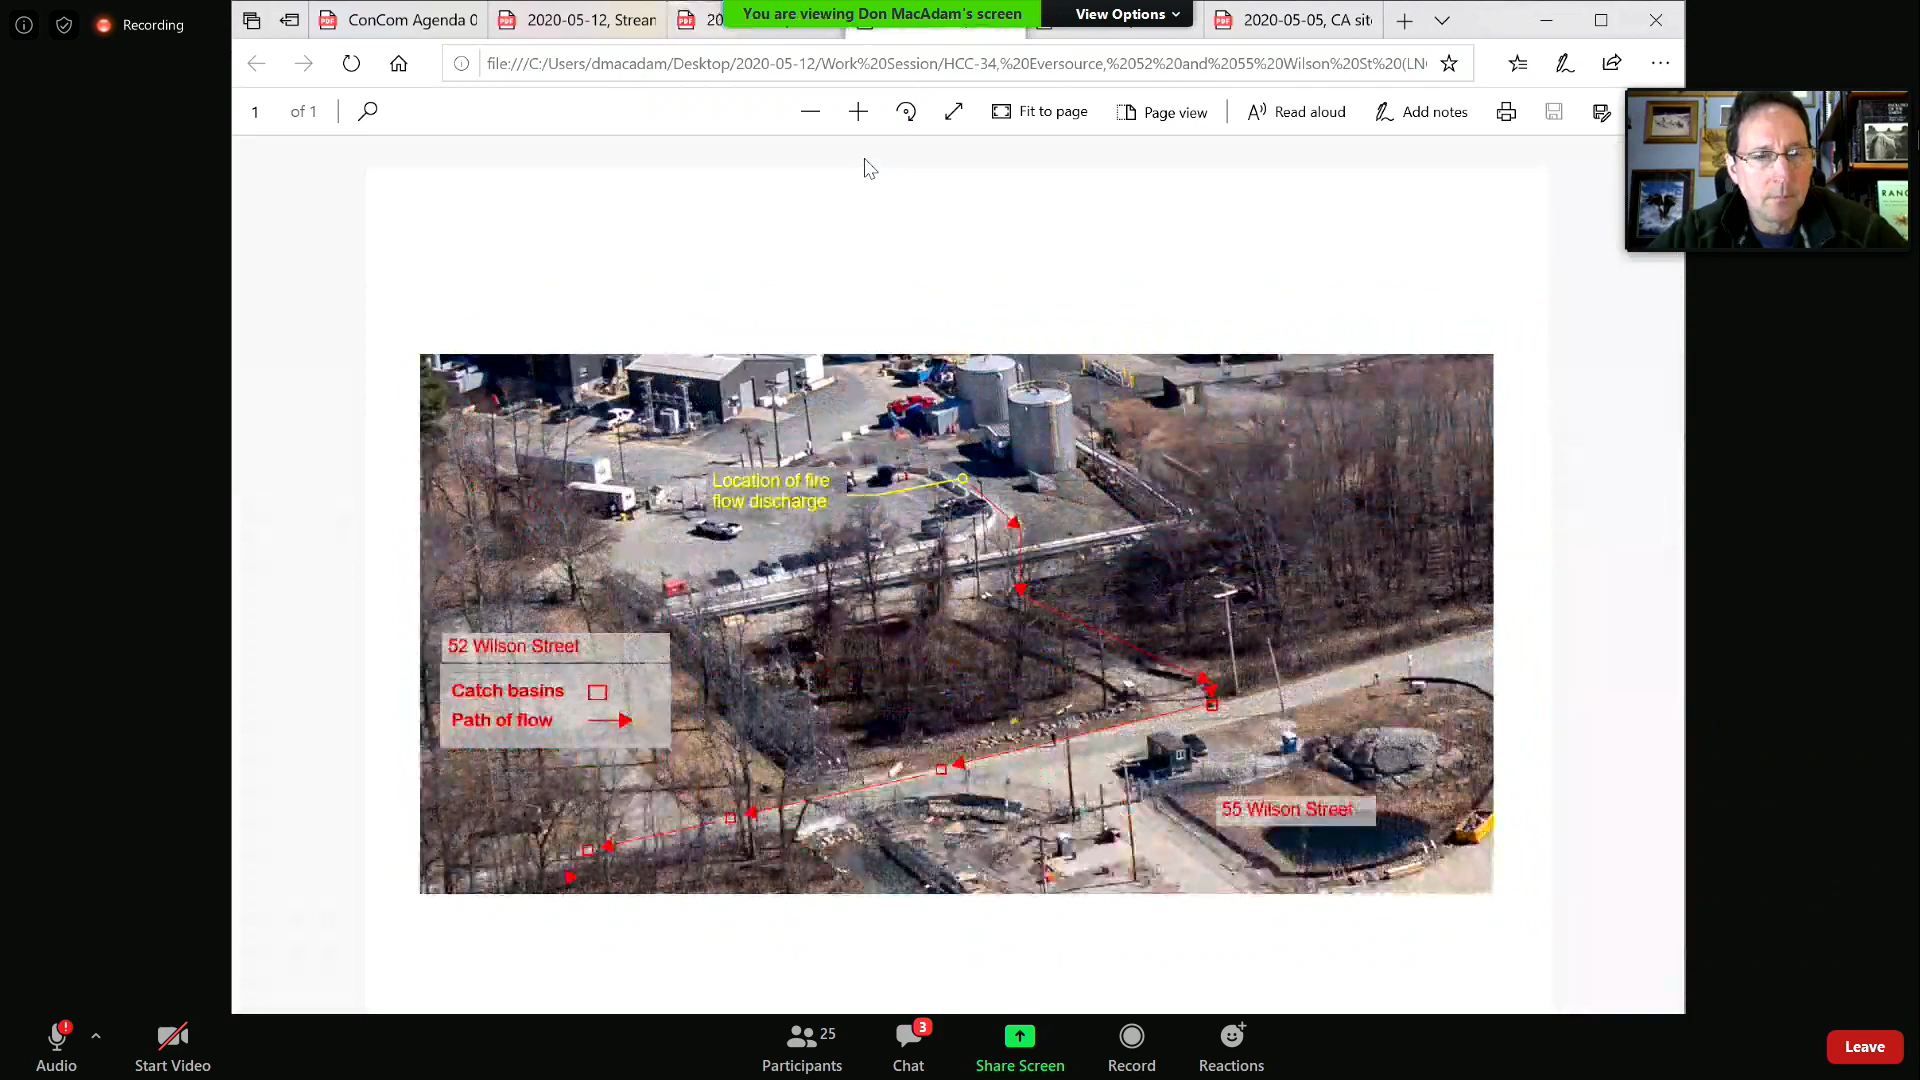 Recording
ConCom Agenda 0
2020-05-12, Strean
20
You are viewing Don MacAdam's screen
View Options
2020-05-05, CA sit
file:///C:/Users/dmacadam/Desktop/2020-05-12/Work%20Session/HCC-34,%20Eversource,%2052%20and%2055%20Wilson%20St%20(LN
1
of 1
Fit to page
Page view
Read aloud
Add notes
RANG
Location of fire
flow discharge
52 Wilson Street
Catch basins
Path of flow
55 Wilson Street
Audio
Start Video
Participants
25
Chat
3
Share Screen
Record
Reactions
Leave